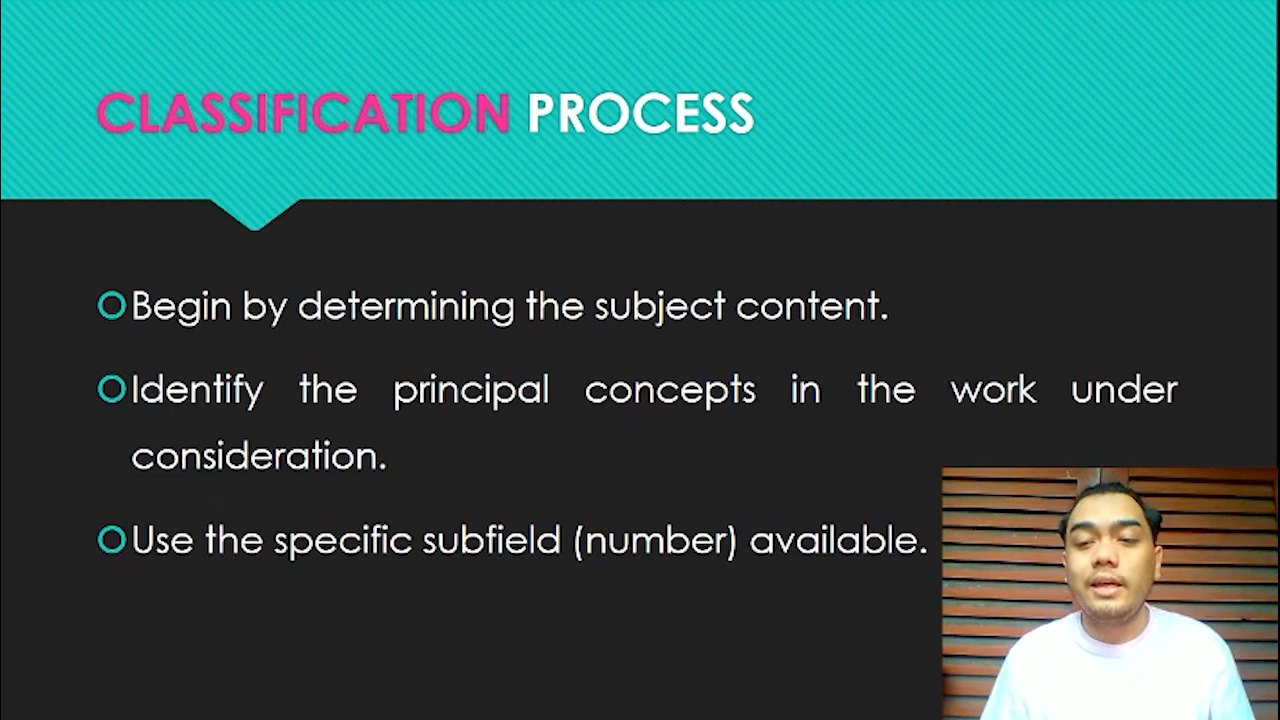 CLASSIFICATION PROCESS
Begin by determining the subject content.
Identify the principal concepts in the work under
consideration.
Use the specific subfield (number) available.